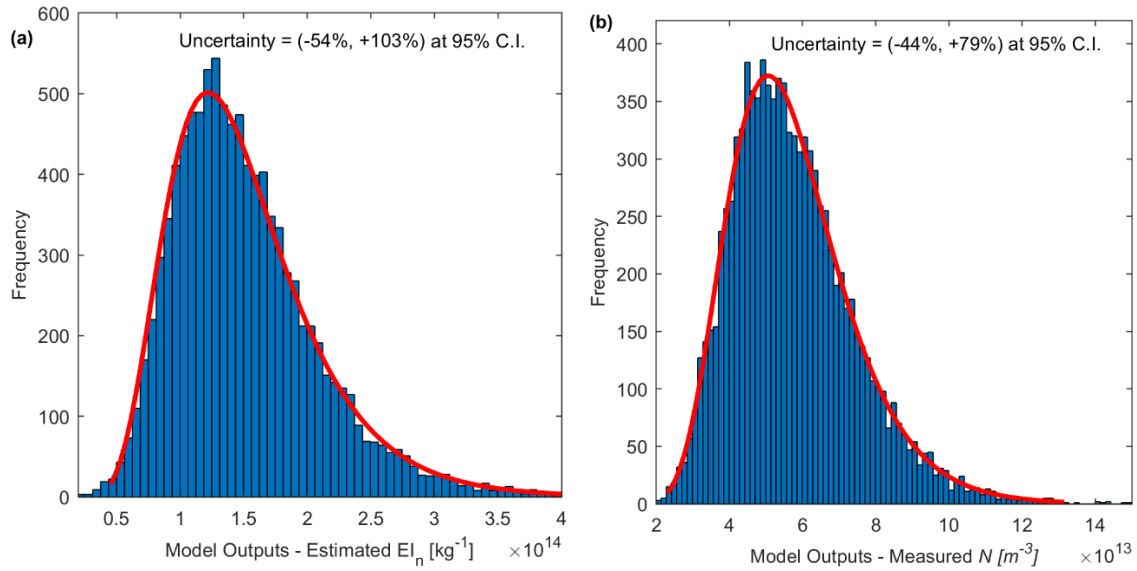 (a)
Uncertainty = (-54%, +103%) at 95% C.I.
600
500
400
300
200
100
0
Frequency
0.5 1 1.5 2 2.5 3 3.5 4
Model Outputs - Estimated EI_n [kg^-1] ×10^14
(b)
Uncertainty = (-44%, +79%) at 95% C.I.
400
350
300
250
200
150
100
50
0
Frequency
2 4 6 8 10 12 14
Model Outputs - Measured N [m^-3] ×10^13